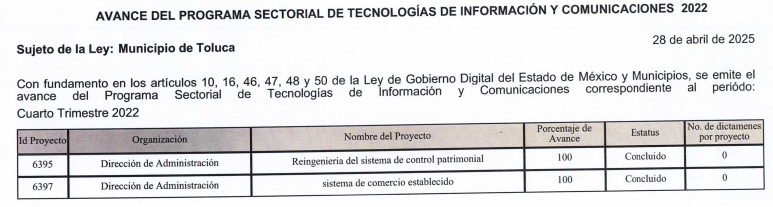 AVANCE DEL PROGRAMA SECTORIAL DE TECNOLOGÍAS DE INFORMACIÓN Y COMUNICACIONES 2022
28 de abril de 2025
Sujeto de la Ley: Municipio de Toluca
Con fundamento en los artículos 10, 16, 46, 47, 48 y 50 de la Ley de Gobierno Digital del Estado de México y Municipios, se emite el
avance del Programa Sectorial de Tecnologías de Información y Comunicaciones correspondiente al periódo:
Cuarto Trimestre 2022
Id Proyecto Organización Nombre del Proyecto Porcentaje de Avance Estatus No. de dictamenes por proyecto
6395 Dirección de Administración Reingenieria del sistema de control patrimonial 100 Concluido 0
6397 Dirección de Administración sistema de comercio establecido 100 Concluido 0